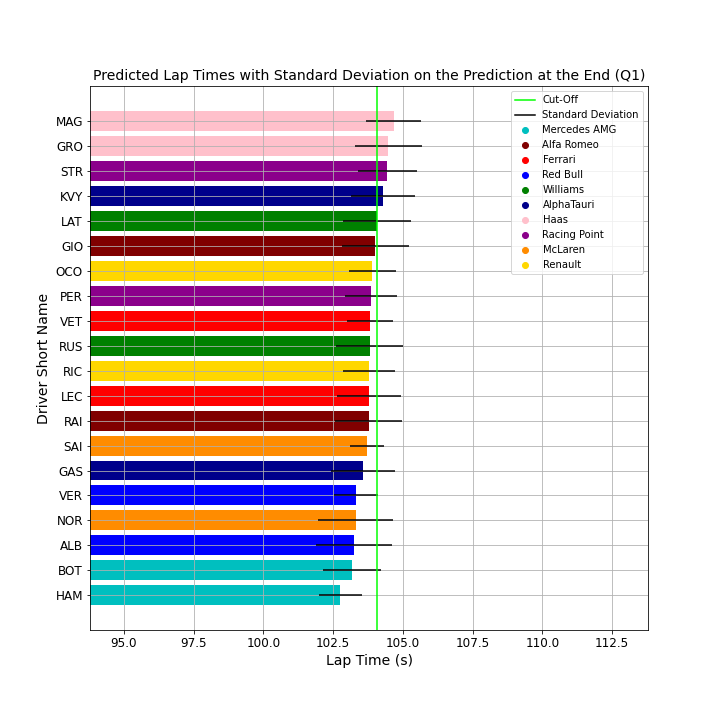 Predicted Lap Times with Standard Deviation on the Prediction at the End (Q1)
Cut-Off
Standard Deviation
Mercedes AMG
Alfa Romeo
Ferrari
Red Bull
Williams
AlphaTauri
Haas
Racing Point
McLaren
Renault
Driver Short Name
MAG
GRO
STR
KVY
LAT
GIO
OCO
PER
VET
RUS
RIC
LEC
RAI
SAI
GAS
VER
NOR
ALB
BOT
HAM
95.0 97.5 100.0 102.5 105.0 107.5 110.0 112.5
Lap Time (s)